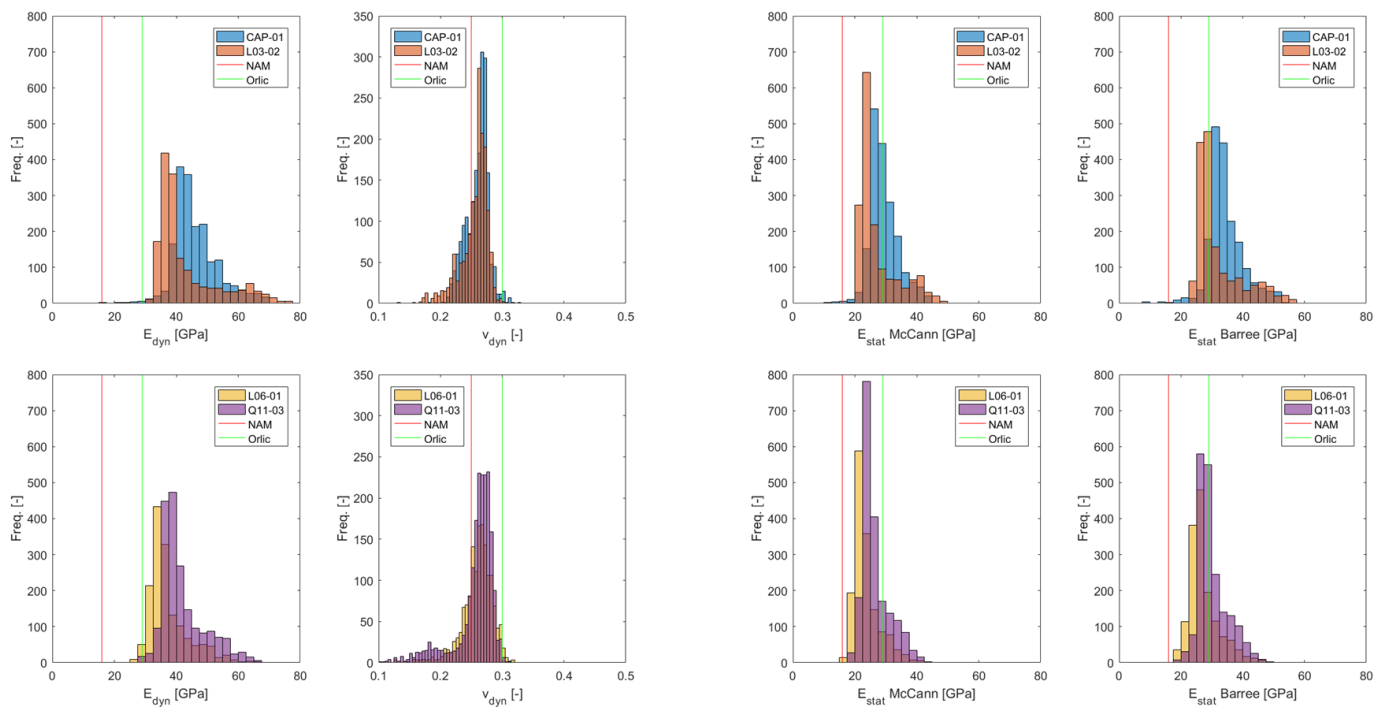 800
700
600
500
400
300
200
100
0
Freq. [-]
0 20 40 60 80
E_dyn [GPa]
CAP-01
L03-02
NAM
Orlic
350
300
250
200
150
100
50
0
Freq. [-]
0.1 0.2 0.3 0.4 0.5
v_dyn [-]
CAP-01
L03-02
NAM
Orlic
800
700
600
500
400
300
200
100
0
Freq. [-]
0 20 40 60 80
E_stat McCann [GPa]
CAP-01
L03-02
NAM
Orlic
800
700
600
500
400
300
200
100
0
Freq. [-]
0 20 40 60 80
E_stat Barree [GPa]
CAP-01
L03-02
NAM
Orlic
800
700
600
500
400
300
200
100
0
Freq. [-]
0 20 40 60 80
E_dyn [GPa]
L06-01
Q11-03
NAM
Orlic
350
300
250
200
150
100
50
0
Freq. [-]
0.1 0.2 0.3 0.4 0.5
v_dyn [-]
L06-01
Q11-03
NAM
Orlic
800
700
600
500
400
300
200
100
0
Freq. [-]
0 20 40 60 80
E_stat McCann [GPa]
L06-01
Q11-03
NAM
Orlic
800
700
600
500
400
300
200
100
0
Freq. [-]
0 20 40 60 80
E_stat Barree [GPa]
L06-01
Q11-03
NAM
Orlic